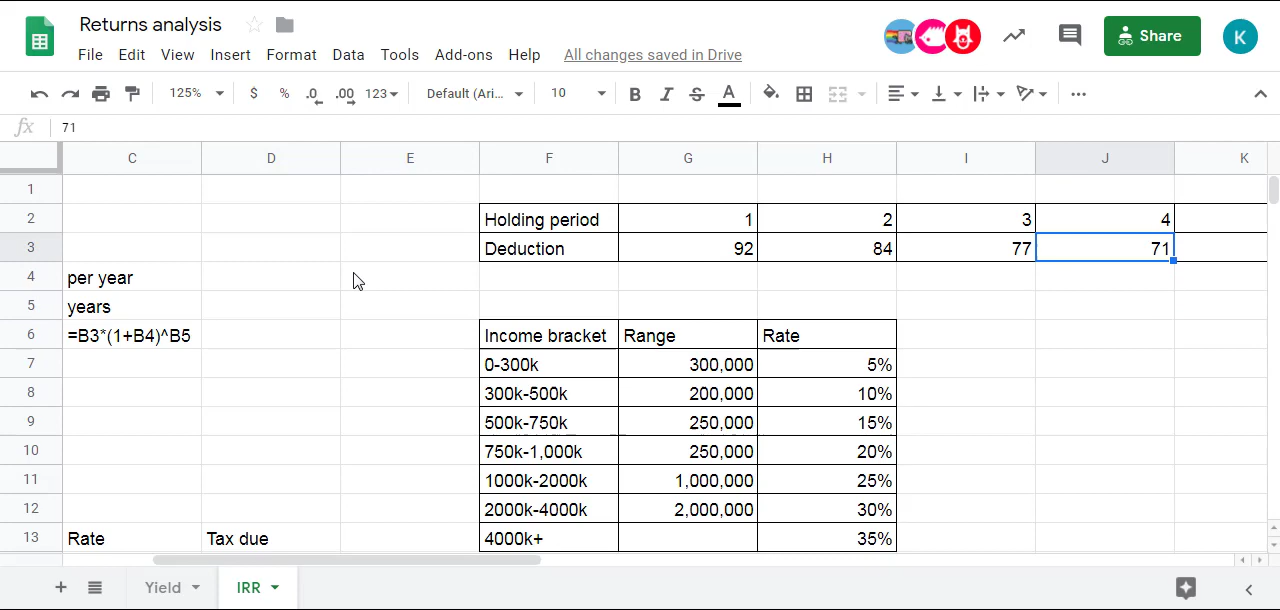 Returns analysis
File Edit View Insert Format Data Tools Add-ons Help All changes saved in Drive
Share K
125% $ % .0 .00 123 Default (Ari... 10 B I S A
fx 71
C D E F G H I J K
1
2 Holding period 1 2 3 4
3 Deduction 92 84 77 71
4 per year
5 years
6 =B3*(1+B4)^B5 Income bracket Range Rate
7 0-300k 300,000 5%
8 300k-500k 200,000 10%
9 500k-750k 250,000 15%
10 750k-1,000k 250,000 20%
11 1000k-2000k 1,000,000 25%
12 2000k-4000k 2,000,000 30%
13 Rate Tax due 4000k+ 35%
Yield IRR